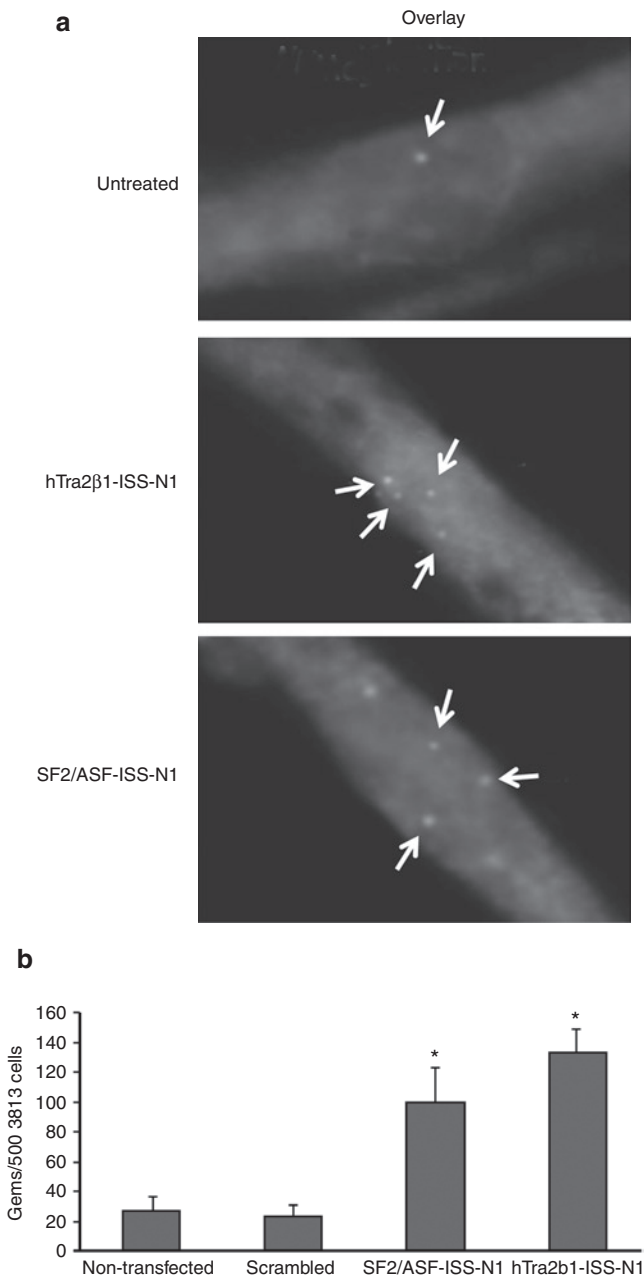 a
Overlay
Untreated
hTra2β1-ISS-N1
SF2/ASF-ISS-N1
b
Gems/500 3813 cells
160
140
120
100
80
60
40
20
0
*
*
Non-transfected
Scrambled
SF2/ASF-ISS-N1
hTra2b1-ISS-N1